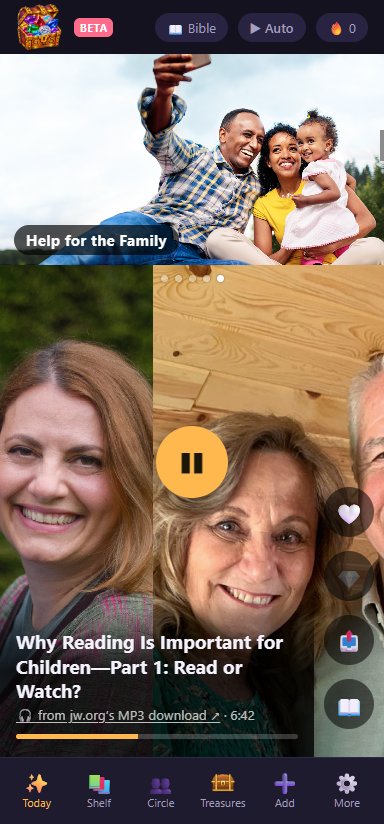 BETA
Bible
Auto
0
Help for the Family
Why Reading Is Important for
Children—Part 1: Read or
Watch?
from jw.org's MP3 download ↗ · 6:42
Today
Shelf
Circle
Treasures
Add
More